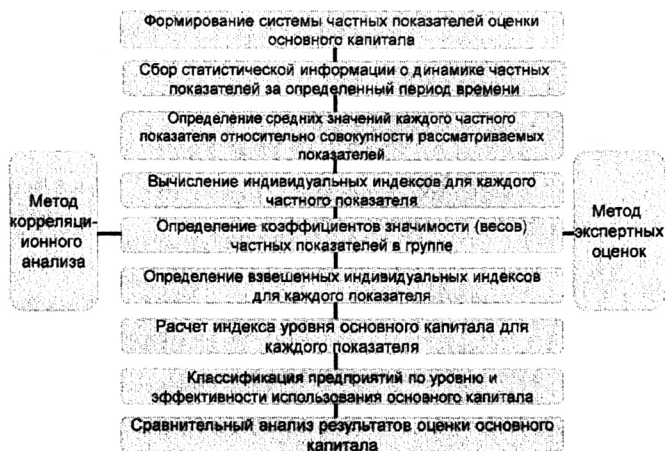 Формирование системы частных показателей оценки
основного капитала
Сбор статистической информации о динамике частных
показателей за определенный период времени
Определение средних значений каждого частного
показателя относительно совокупности рассматриваемых
показателей
Вычисление индивидуальных индексов для каждого
частного показателя
Метод
корреляци-
ионного
анализа
Определение коэффициентов значимости (весов)
частных показателей в группе
Метод
экспертных
оценок
Определение взвешенных индивидуальных индексов
для каждого показателя
Расчет индекса уровня основного капитала для
каждого показателя
Классификация предприятий по уровню и
эффективности использования основного капитала
Сравнительный анализ результатов оценки основного
капитала